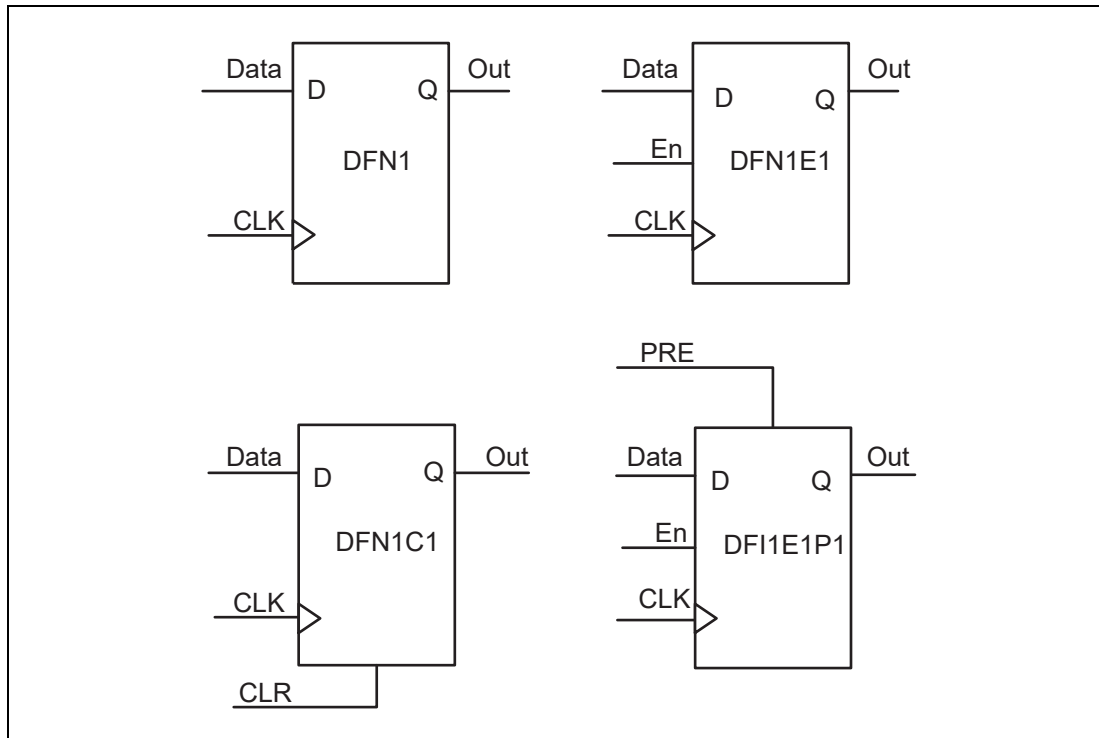 Data
Out
D
Q
DFN1
CLK
Data
Out
D
Q
En
DFN1E1
CLK
Data
Out
D
Q
DFN1C1
CLK
CLR
PRE
Data
Out
D
Q
En
DFI1E1P1
CLK